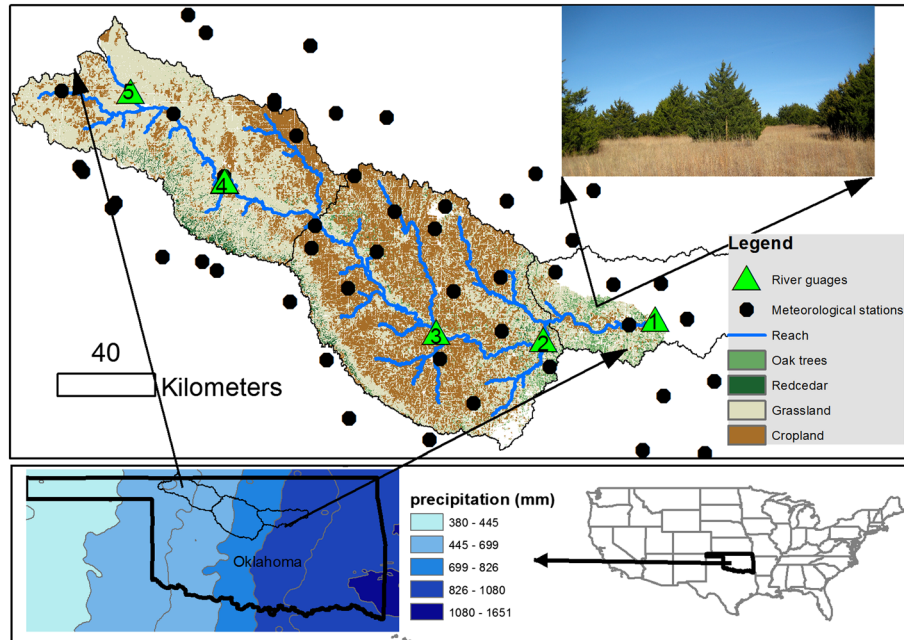 5
4
3
2
1
40
Kilometers
Legend
River guages
Meteorological stations
Reach
Oak trees
Redcedar
Grassland
Cropland
Oklahoma
precipitation (mm)
380 - 445
445 - 699
699 - 826
826 - 1080
1080 - 1651